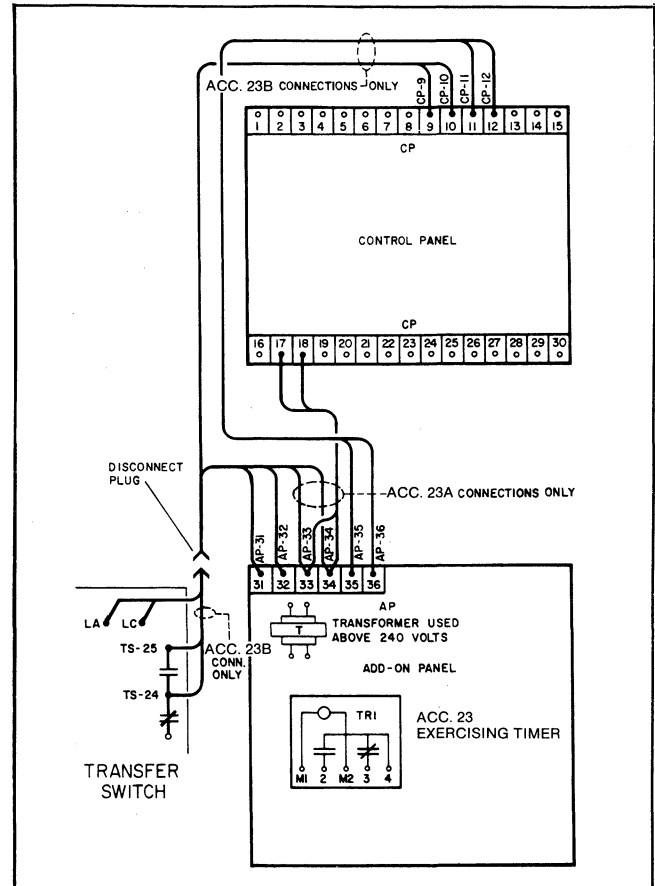 ACC. 23B CONNECTIONS ONLY
CP-9
CP-10
CP-11
CP-12
1 2 3 4 5 6 7 8 9 10 11 12 13 14 15
CP
CONTROL PANEL
CP
16 17 18 19 20 21 22 23 24 25 26 27 28 29 30
DISCONNECT
PLUG
ACC. 23A CONNECTIONS ONLY
AP-31
AP-32
AP-33
AP-34
AP-35
AP-36
31 32 33 34 35 36
AP
T
TRANSFORMER USED
ABOVE 240 VOLTS
ADD-ON PANEL
LA LC
TS-25
TS-24
ACC. 23B
CONN.
ONLY
TRANSFER
SWITCH
TR1
M1 2 M2 3 4
ACC. 23
EXERCISING TIMER